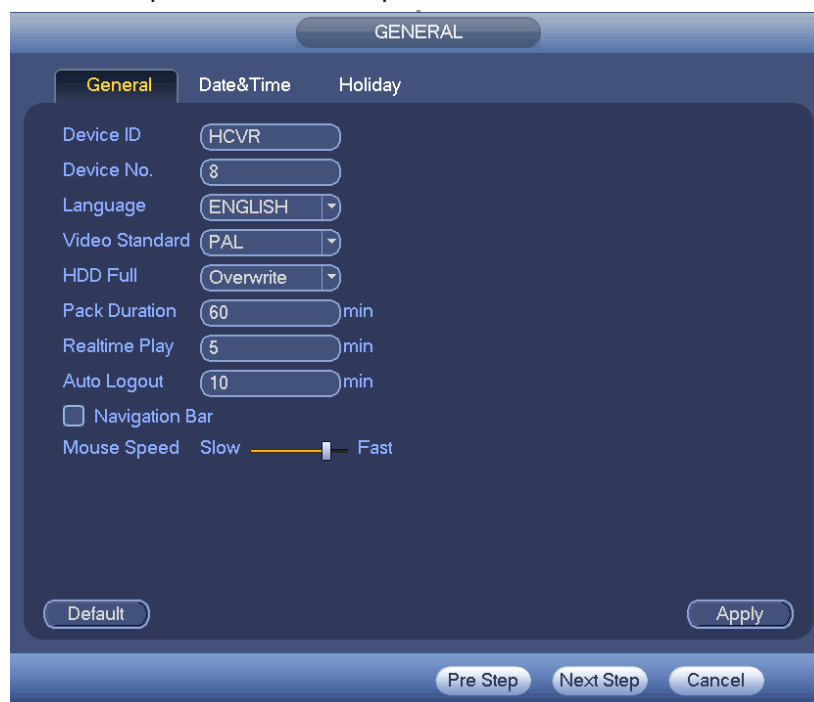 GENERAL
General Date&Time Holiday
Device ID HCVR
Device No. 8
Language ENGLISH
Video Standard PAL
HDD Full Overwrite
Pack Duration 60 min
Realtime Play 5 min
Auto Logout 10 min
Navigation Bar
Mouse Speed Slow Fast
Default Apply
Pre Step Next Step Cancel